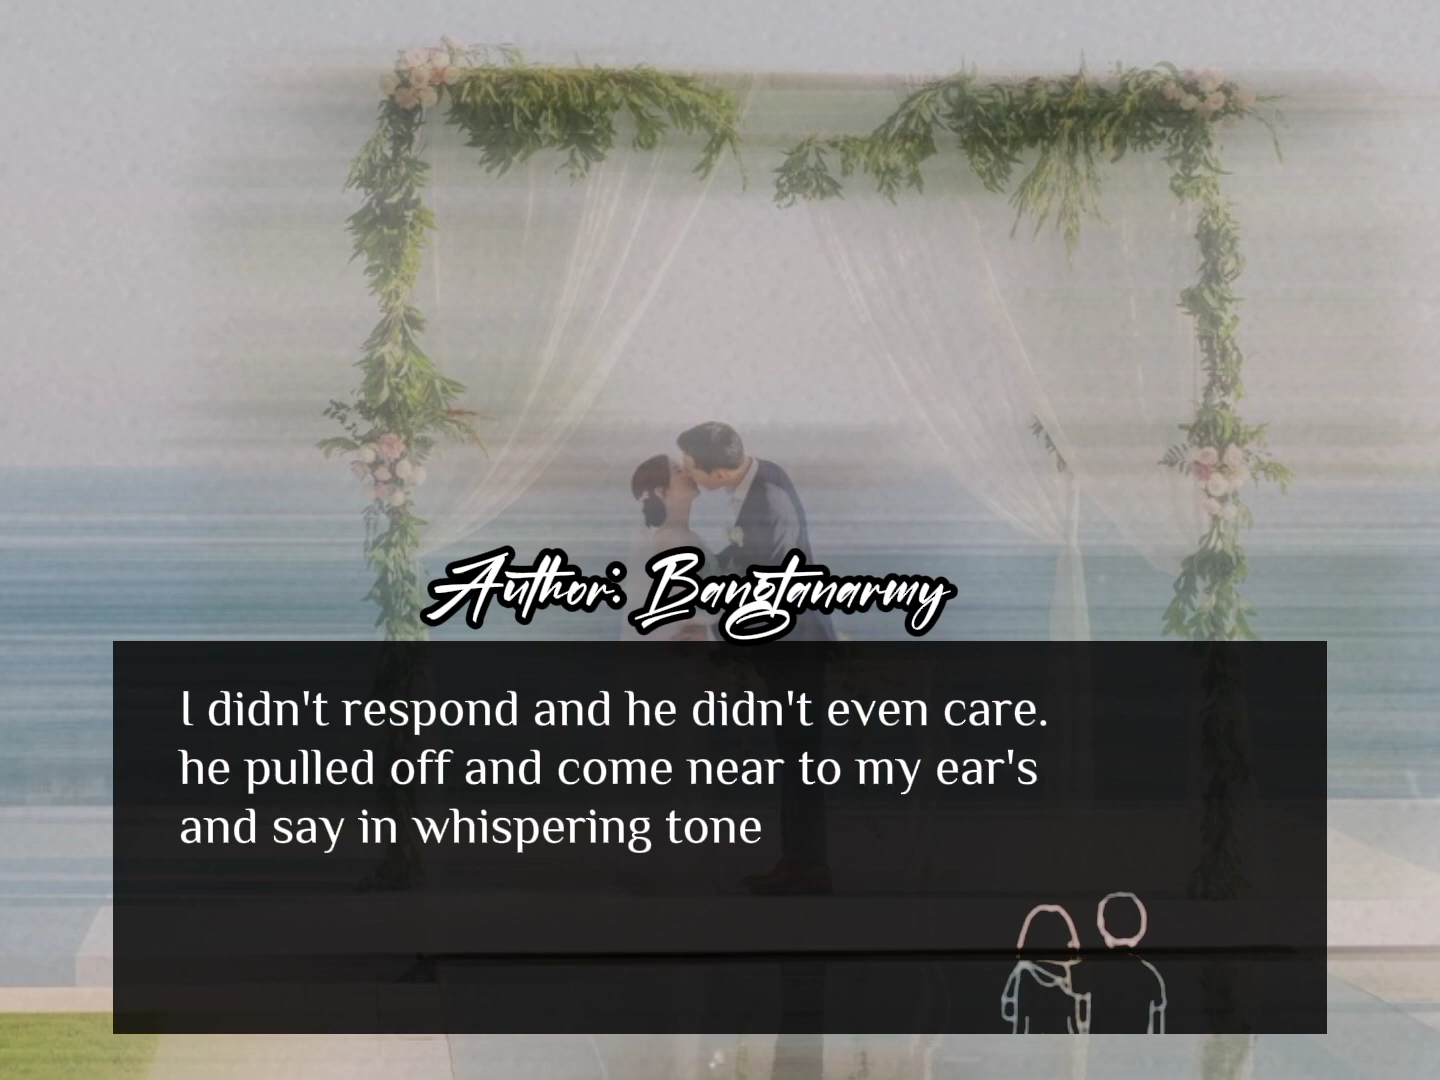 Author: Bangtanarmy
I didn't respond and he didn't even care.
he pulled off and come near to my ear's
and say in whispering tone